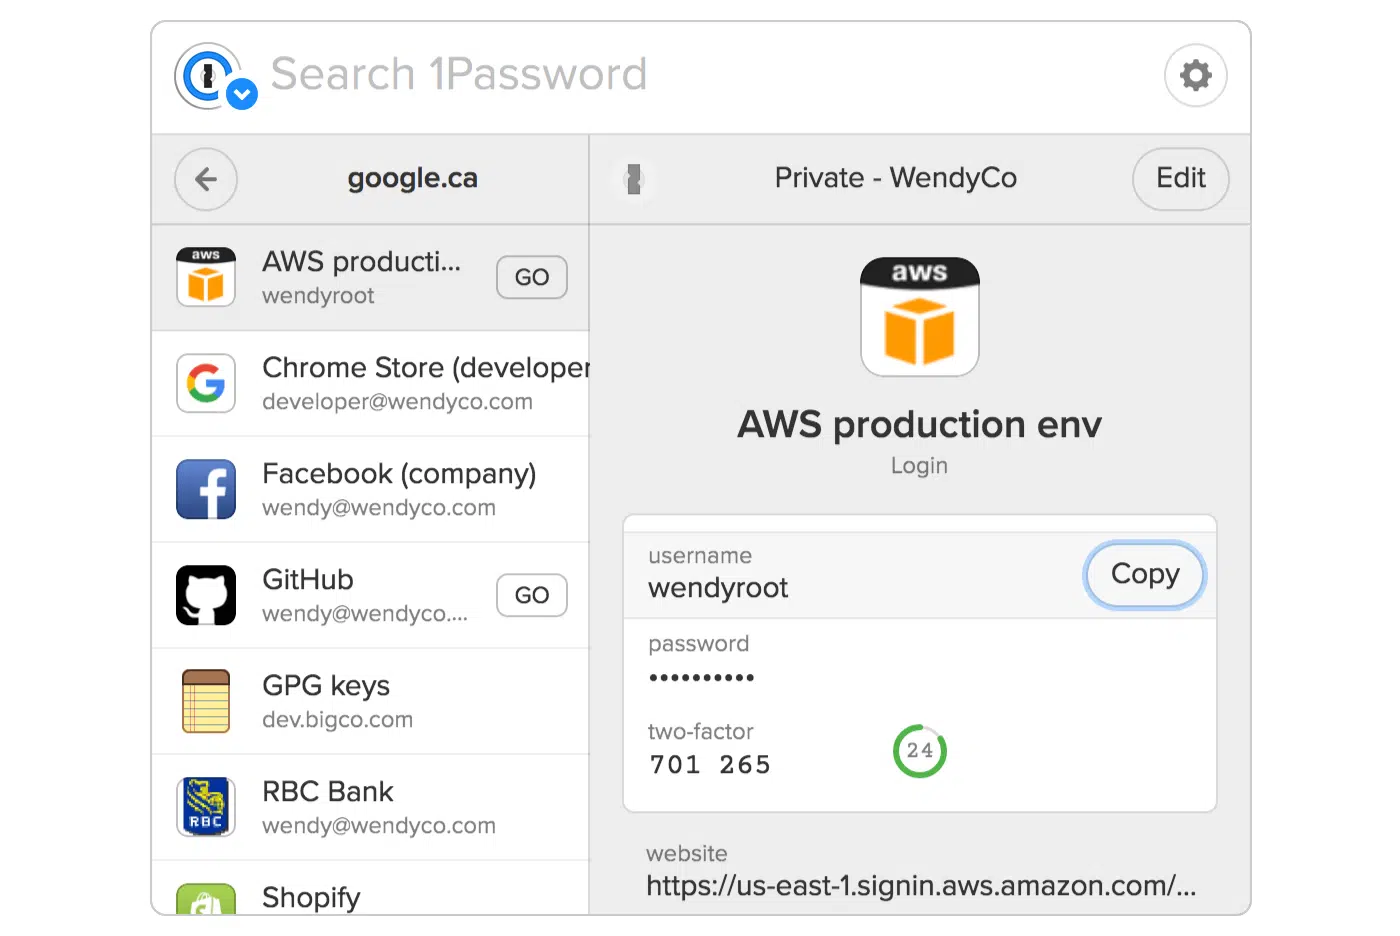 Search 1Password
google.ca
Private - WendyCo
Edit
aws
AWS producti...
wendyroot
GO
Chrome Store (developer
developer@wendyco.com
Facebook (company)
wendy@wendyco.com
GitHub
wendy@wendyco....
GO
GPG keys
dev.bigco.com
RBC
RBC Bank
wendy@wendyco.com
Shopify
aws
AWS production env
Login
username
wendyroot
Copy
password
••••••••••
two-factor
701 265
24
website
https://us-east-1.signin.aws.amazon.com/...